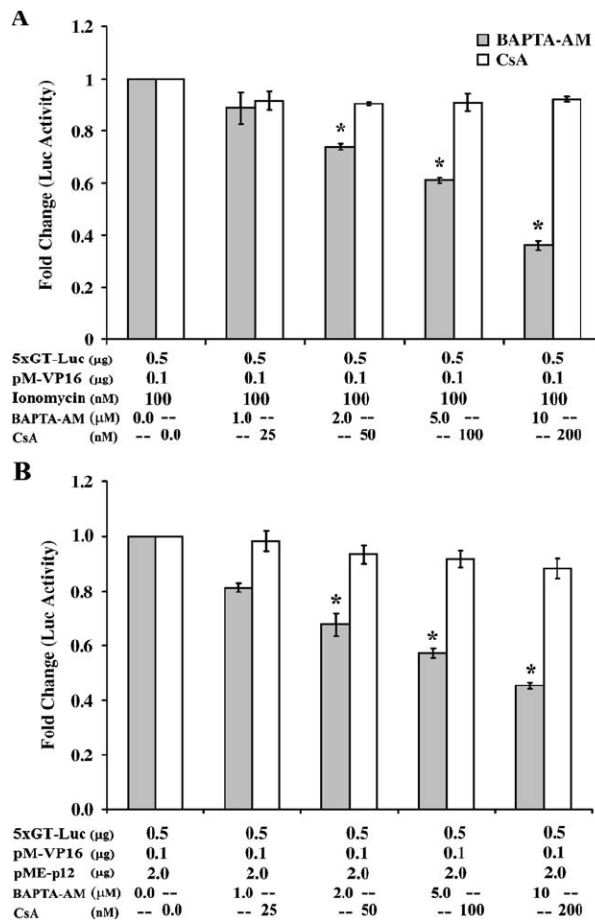 A
BAPTA-AM
CsA
Fold Change (Luc Activity)
1
0.8
0.6
0.4
0.2
0
*
*
*
5xGT-Luc (μg) 0.5 0.5 0.5 0.5 0.5
pM-VP16 (μg) 0.1 0.1 0.1 0.1 0.1
Ionomycin (nM) 100 100 100 100 100
BAPTA-AM (μM) 0.0 -- 1.0 -- 2.0 -- 5.0 -- 10 --
CsA (nM) -- 0.0 -- 25 -- 50 -- 100 -- 200
B
Fold Change (Luc Activity)
1.0
0.8
0.6
0.4
0.2
0.0
*
*
*
5xGT-Luc (μg) 0.5 0.5 0.5 0.5 0.5
pM-VP16 (μg) 0.1 0.1 0.1 0.1 0.1
pME-p12 (μg) 2.0 2.0 2.0 2.0 2.0
BAPTA-AM (μM) 0.0 -- 1.0 -- 2.0 -- 5.0 -- 10 --
CsA (nM) -- 0.0 -- 25 -- 50 -- 100 -- 200